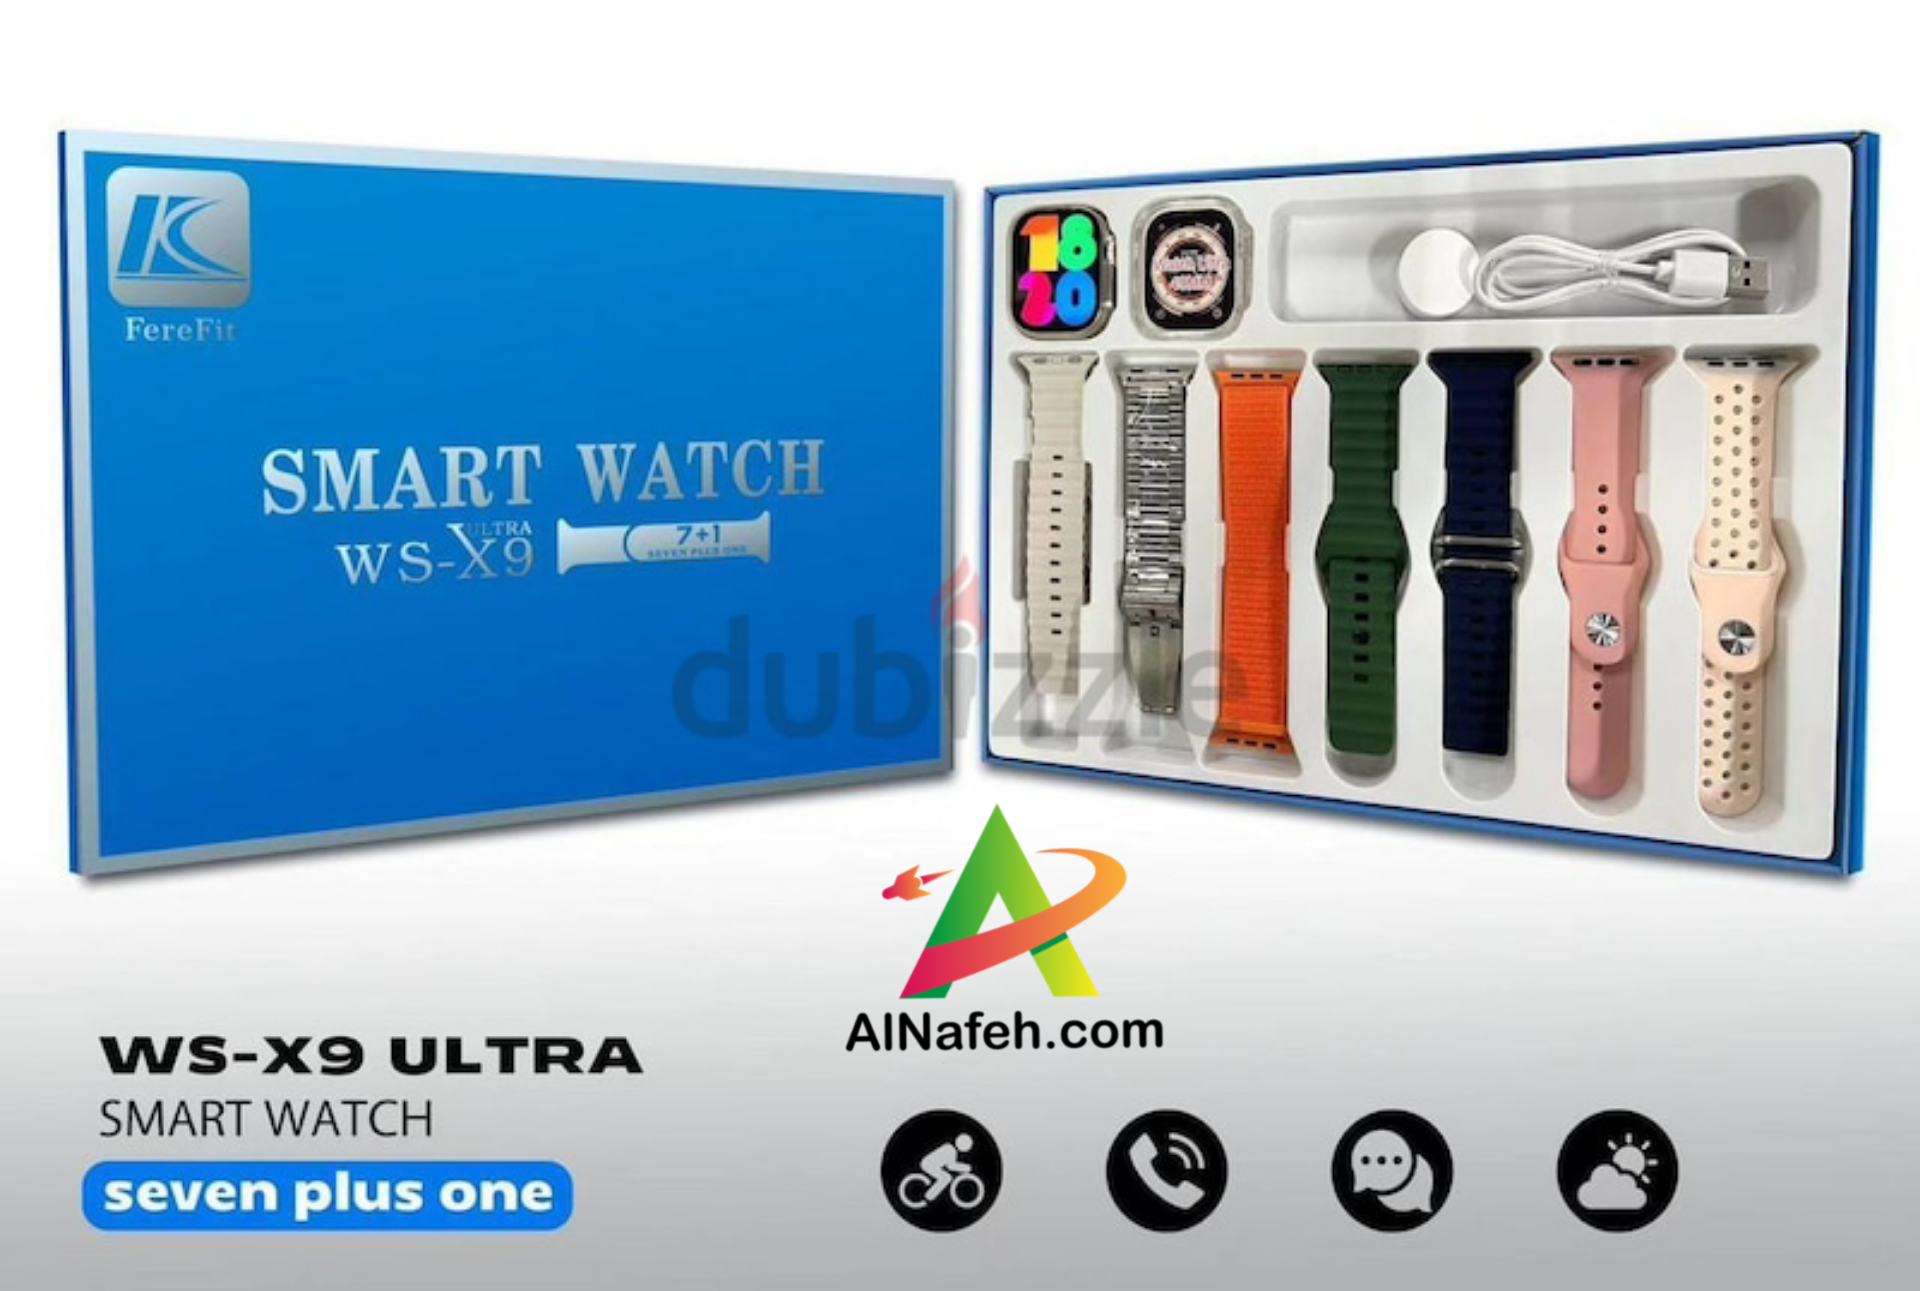 FereFit
SMART WATCH
ULTRA
WS-X9
7+1
SEVEN PLUS ONE
18
20
dubizzle
AlNafeh.com
WS-X9 ULTRA
SMART WATCH
seven plus one